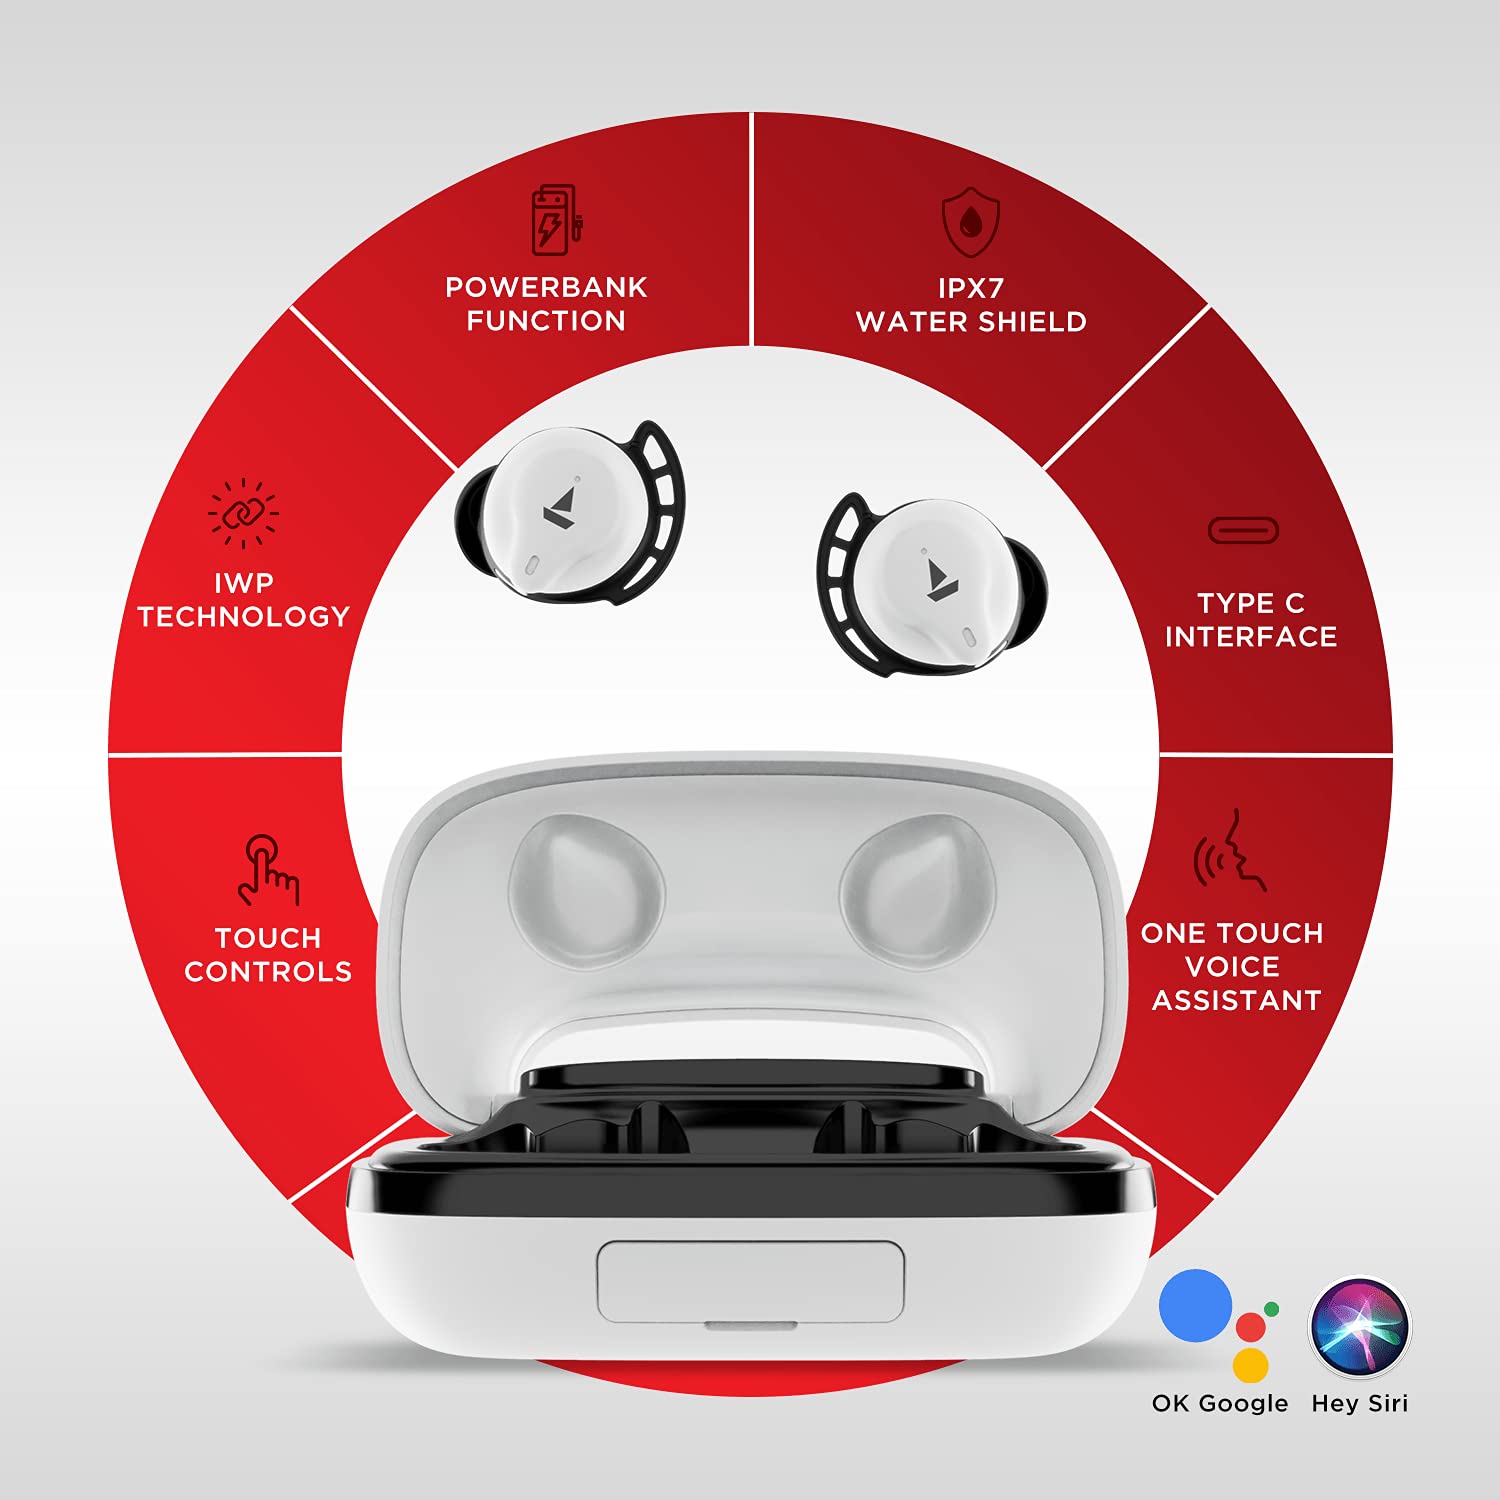 POWERBANK
FUNCTION
IPX7
WATER SHIELD
IWP
TECHNOLOGY
TYPE C
INTERFACE
TOUCH
CONTROLS
ONE TOUCH
VOICE
ASSISTANT
OK Google
Hey Siri